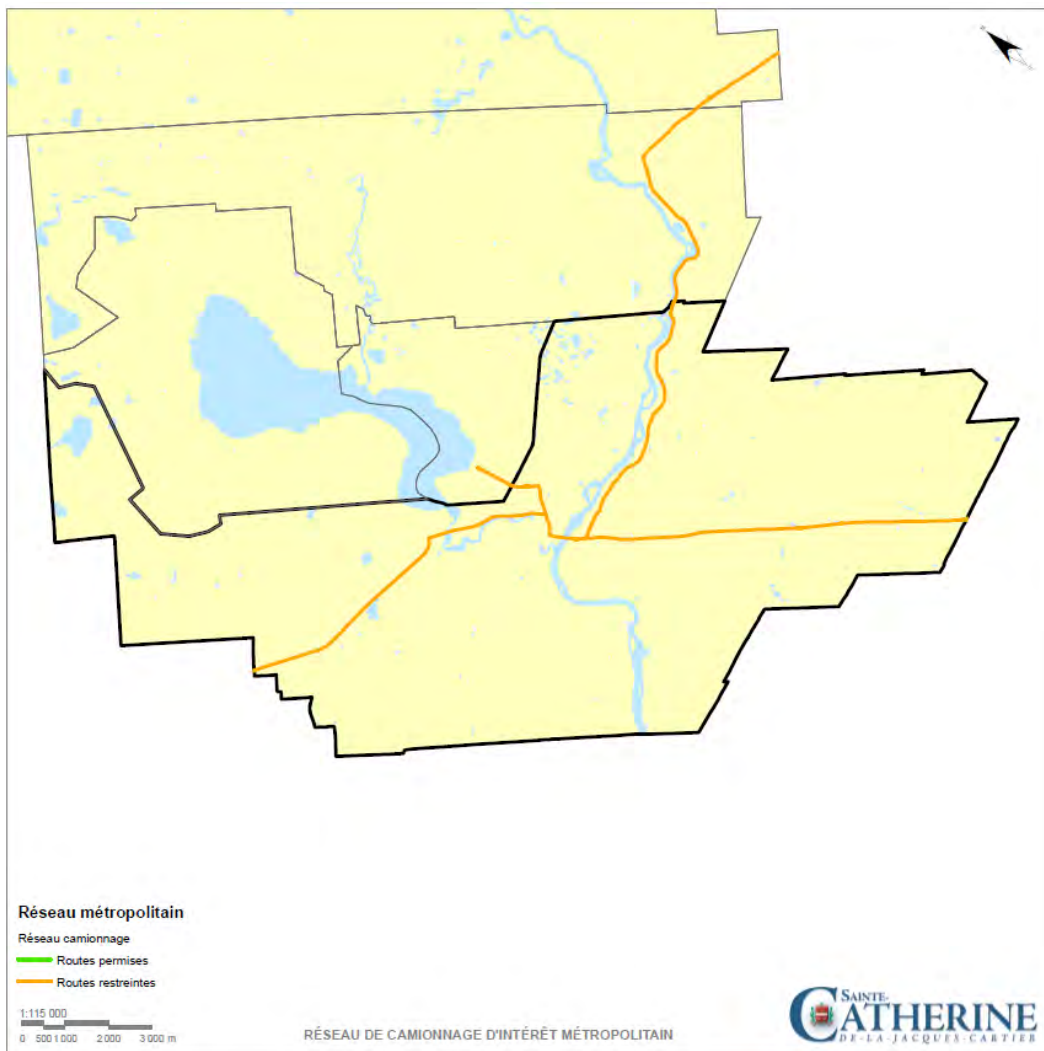 Réseau métropolitain
Réseau camionnage
Routes permises
Routes restreintes
1:115 000
0 500 1 000 2 000 3 000 m
RÉSEAU DE CAMIONNAGE D'INTÉRÊT MÉTROPOLITAIN
SAINTE-
CATHERINE
DE-LA-JACQUES-CARTIER